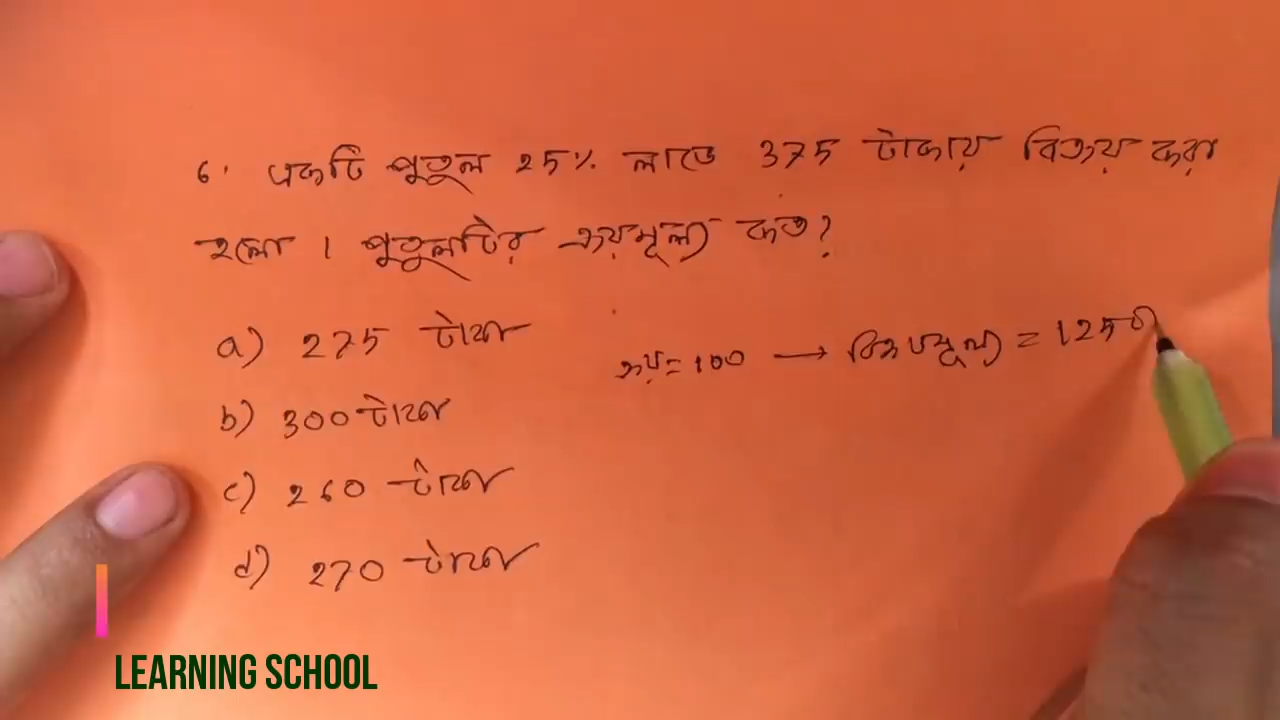 6. একটি পুতুল 25% লাভে 375 টাকায় বিক্রয় করা
হলো । পুতুলটির ক্রয়মূল্য কত?
a) 275 টাকা
b) 300 টাকা
c) 260 টাকা
d) 270 টাকা
ক্রয় = 100 → বিক্রয়মূল্য = 125
LEARNING SCHOOL